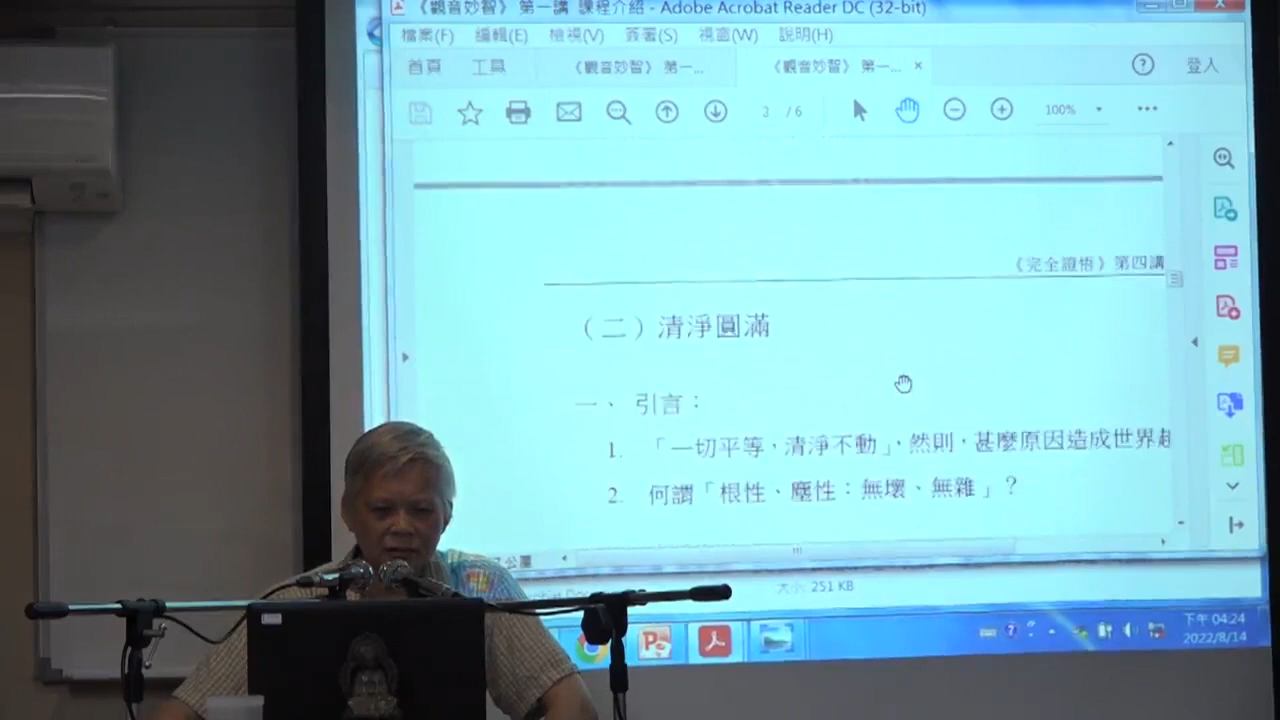 《觀音妙智》 第一講 課程介紹 - Adobe Acrobat Reader DC (32-bit)
檔案(F) 編輯(E) 檢視(V) 簽署(S) 視窗(W) 說明(H)
首頁 工具 《觀音妙智》 第一... 《觀音妙智》 第一... × ? 登入
3 / 6 100%
《完全證悟》第四講
（二）清淨圓滿
一、 引言：
1. 「一切平等，清淨不動」，然則，甚麼原因造成世界
2. 何謂「根性、塵性：無壞、無雜」？
大小: 251 KB
下午 04:24
2022/8/14